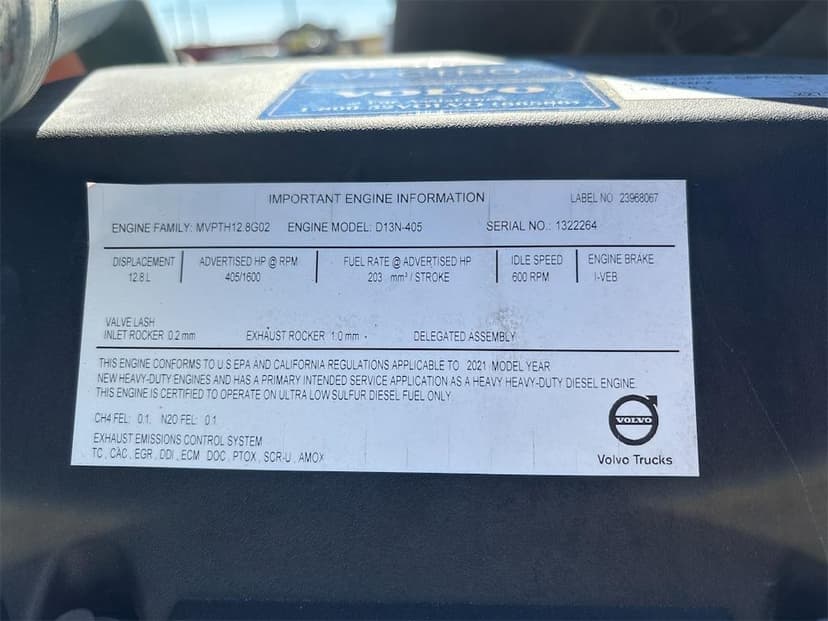 VOLVO
IMPORTANT ENGINE INFORMATION
LABEL NO 23968067
ENGINE FAMILY: MVPTH12.8G02 ENGINE MODEL: D13N-405 SERIAL NO.: 1322264
DISPLACEMENT ADVERTISED HP @ RPM FUEL RATE @ ADVERTISED HP IDLE SPEED ENGINE BRAKE
12.8 L 405/1600 203 mm³ / STROKE 600 RPM I-VEB
VALVE LASH
INLET ROCKER 0.2 mm EXHAUST ROCKER 1.0 mm DELEGATED ASSEMBLY
THIS ENGINE CONFORMS TO U.S EPA AND CALIFORNIA REGULATIONS APPLICABLE TO 2021 MODEL YEAR
NEW HEAVY-DUTY ENGINES AND HAS A PRIMARY INTENDED SERVICE APPLICATION AS A HEAVY HEAVY-DUTY DIESEL ENGINE.
THIS ENGINE IS CERTIFIED TO OPERATE ON ULTRA LOW SULFUR DIESEL FUEL ONLY
CH4 FEL: 0.1. N2O FEL: 0.1
EXHAUST EMISSIONS CONTROL SYSTEM
TC, CAC, EGR, DDI, ECM DOC, PTOX, SCR-U, AMOX
VOLVO
Volvo Trucks